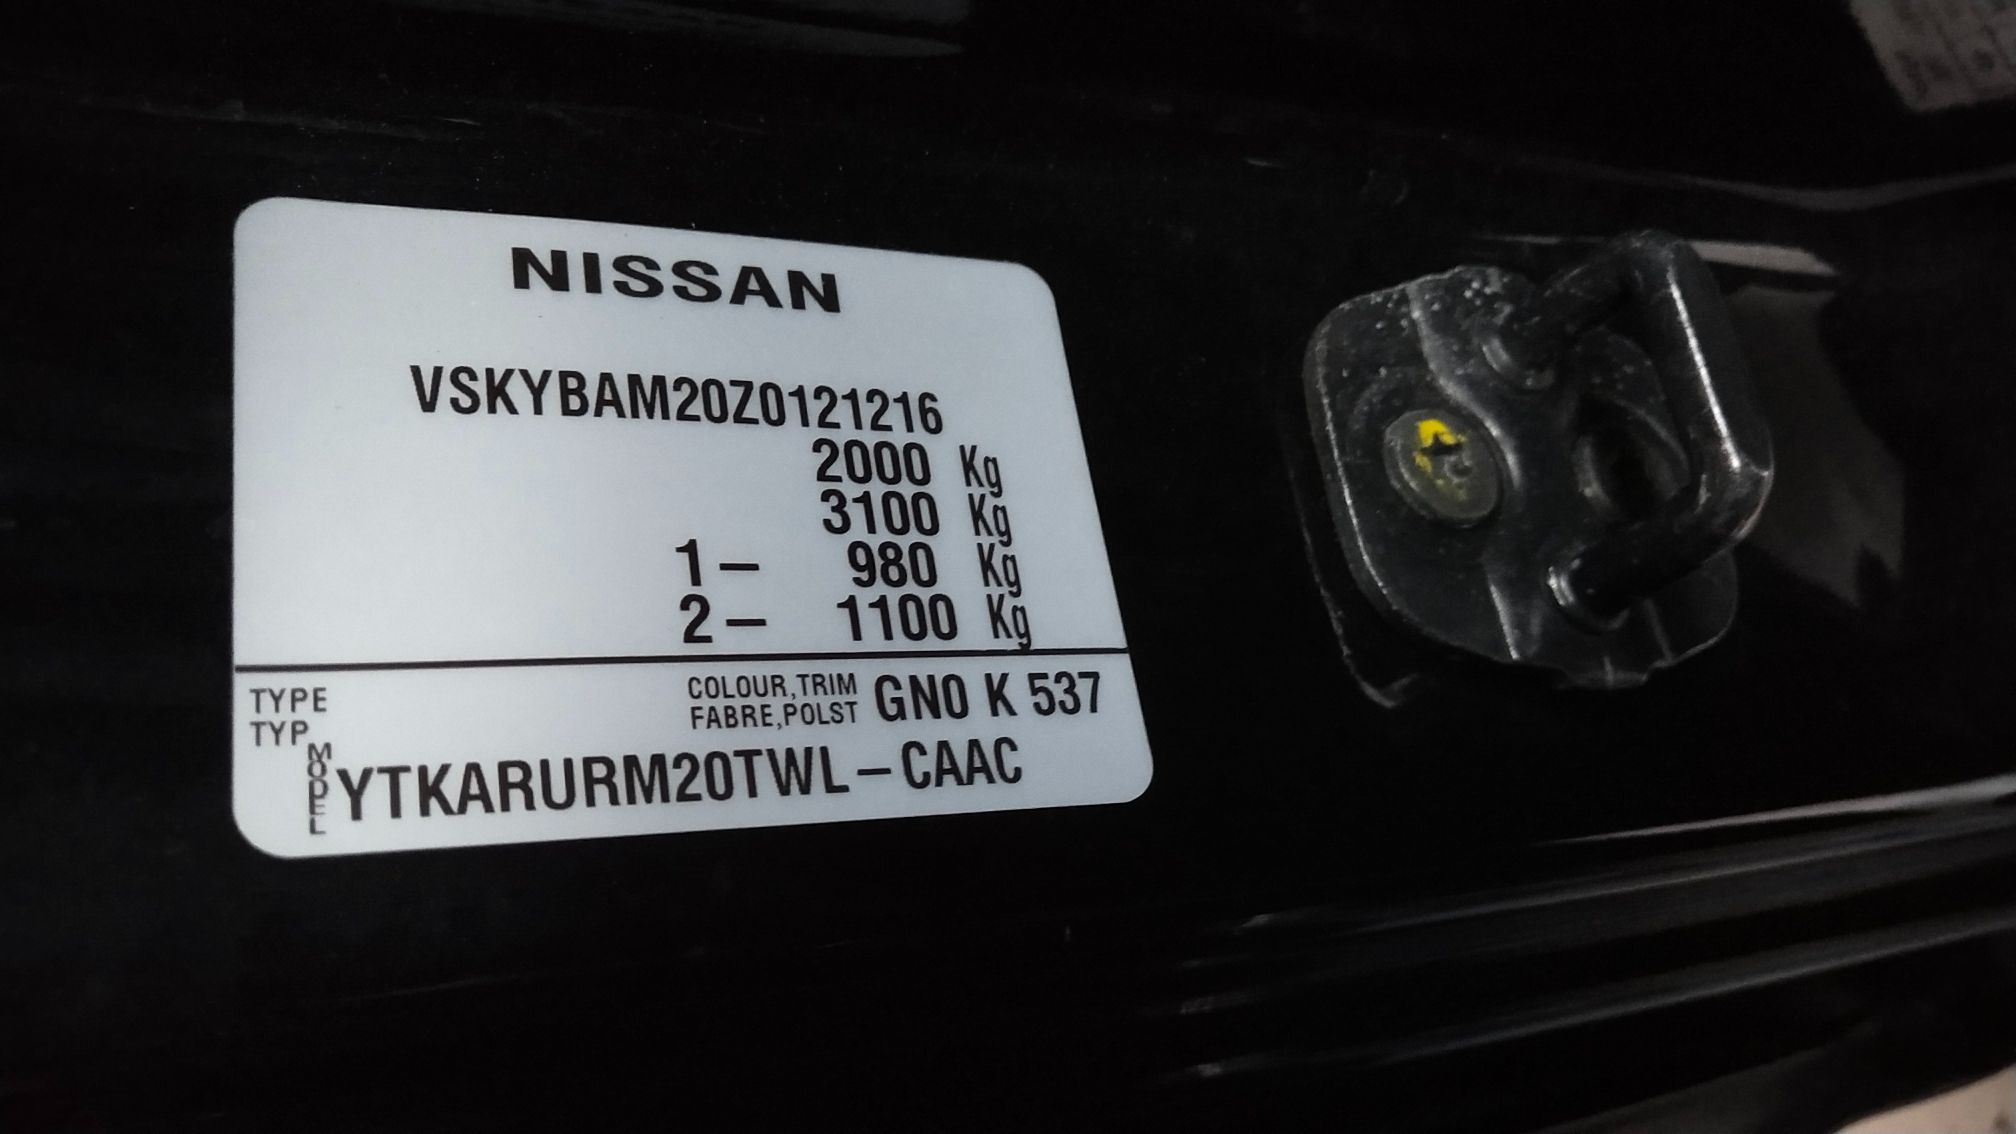 NISSAN
VSKYBAM20Z0121216
2000 Kg
3100 Kg
1 – 980 Kg
2 – 1100 Kg
TYPE
TYP
COLOUR,TRIM
FABRE,POLST
GN0 K 537
MODEL
YTKARURM20TWL – CAAC